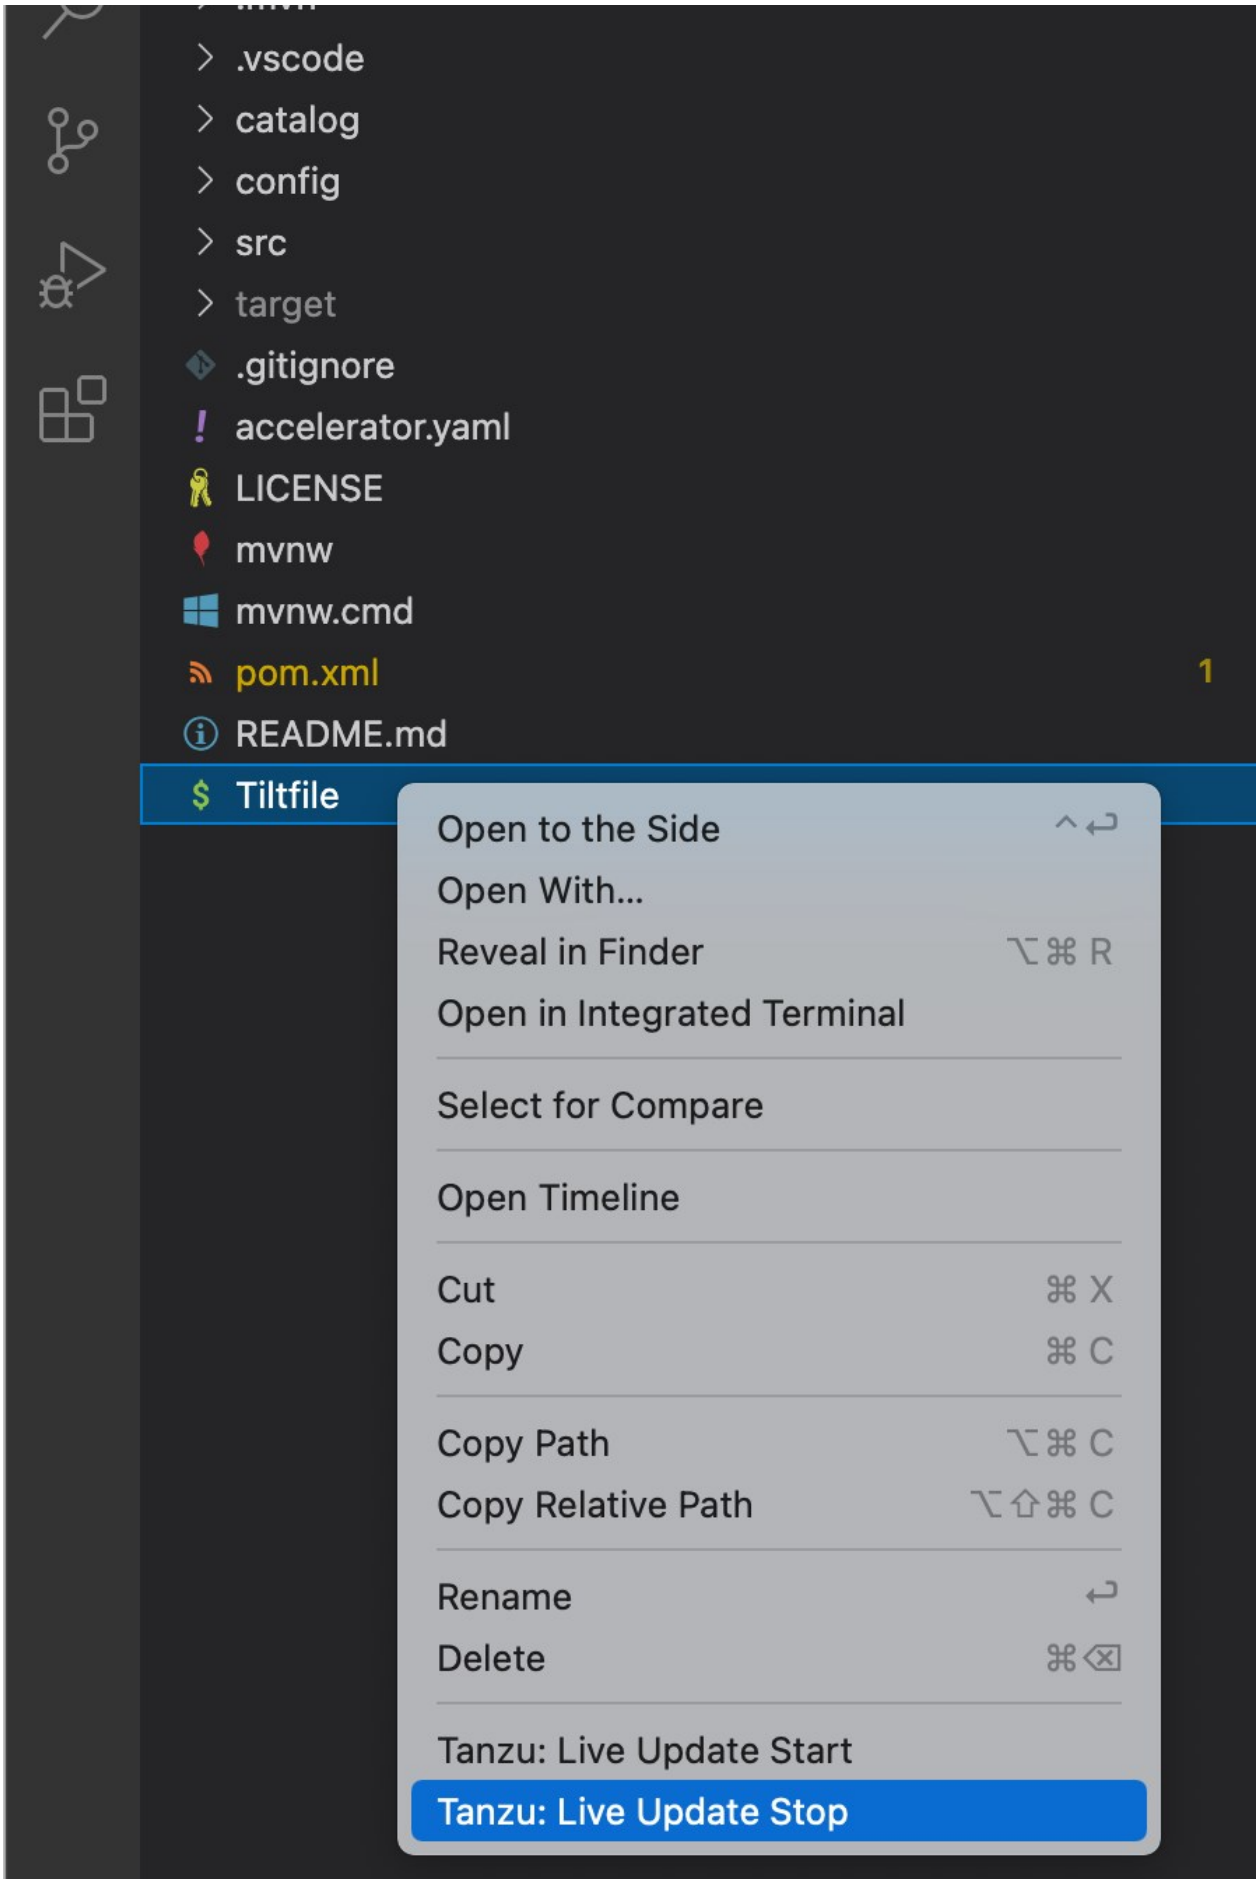 .mvn
.vscode
catalog
config
src
target
.gitignore
accelerator.yaml
LICENSE
mvnw
mvnw.cmd
pom.xml 1
README.md
$ Tiltfile
Open to the Side ^ ↩
Open With...
Reveal in Finder ⌥⌘ R
Open in Integrated Terminal
Select for Compare
Open Timeline
Cut ⌘ X
Copy ⌘ C
Copy Path ⌥⌘ C
Copy Relative Path ⌥⇧⌘ C
Rename ↩
Delete ⌘⌫
Tanzu: Live Update Start
Tanzu: Live Update Stop